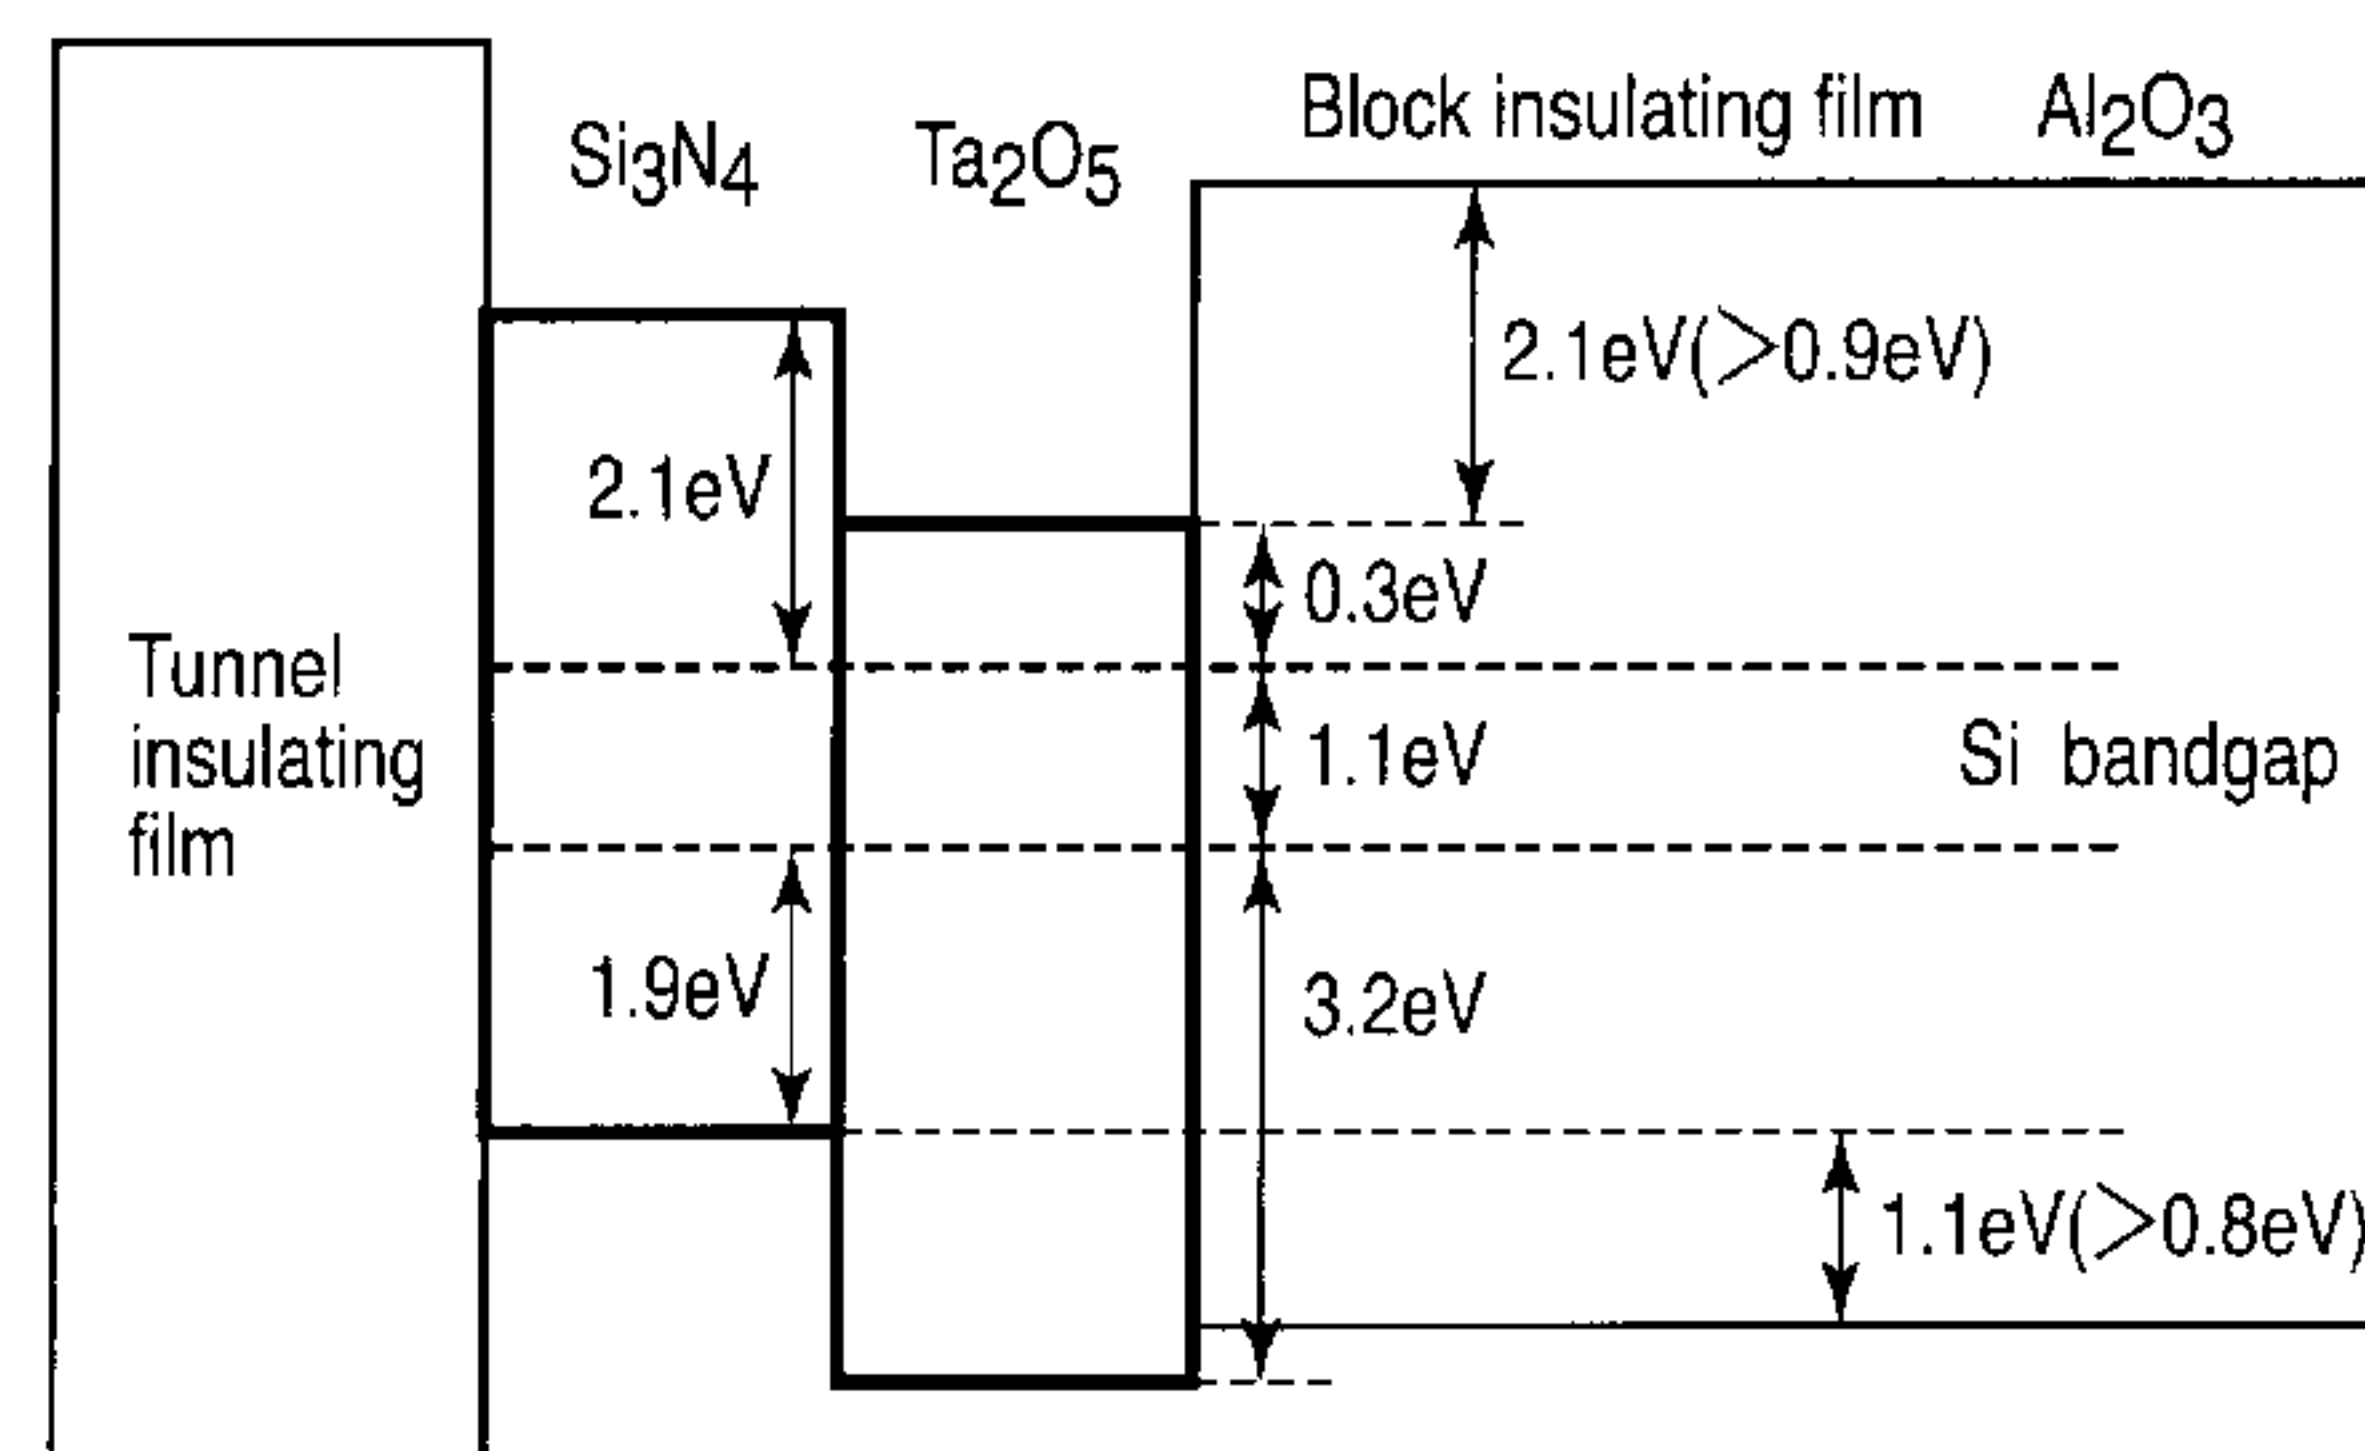 Block insulating film Al2O3
Si3N4
Ta2O5
2.1eV(>0.9eV)
2.1eV
0.3eV
Tunnel
insulating
film
1.1eV
Si bandgap
1.9eV
3.2eV
1.1eV(>0.8eV)